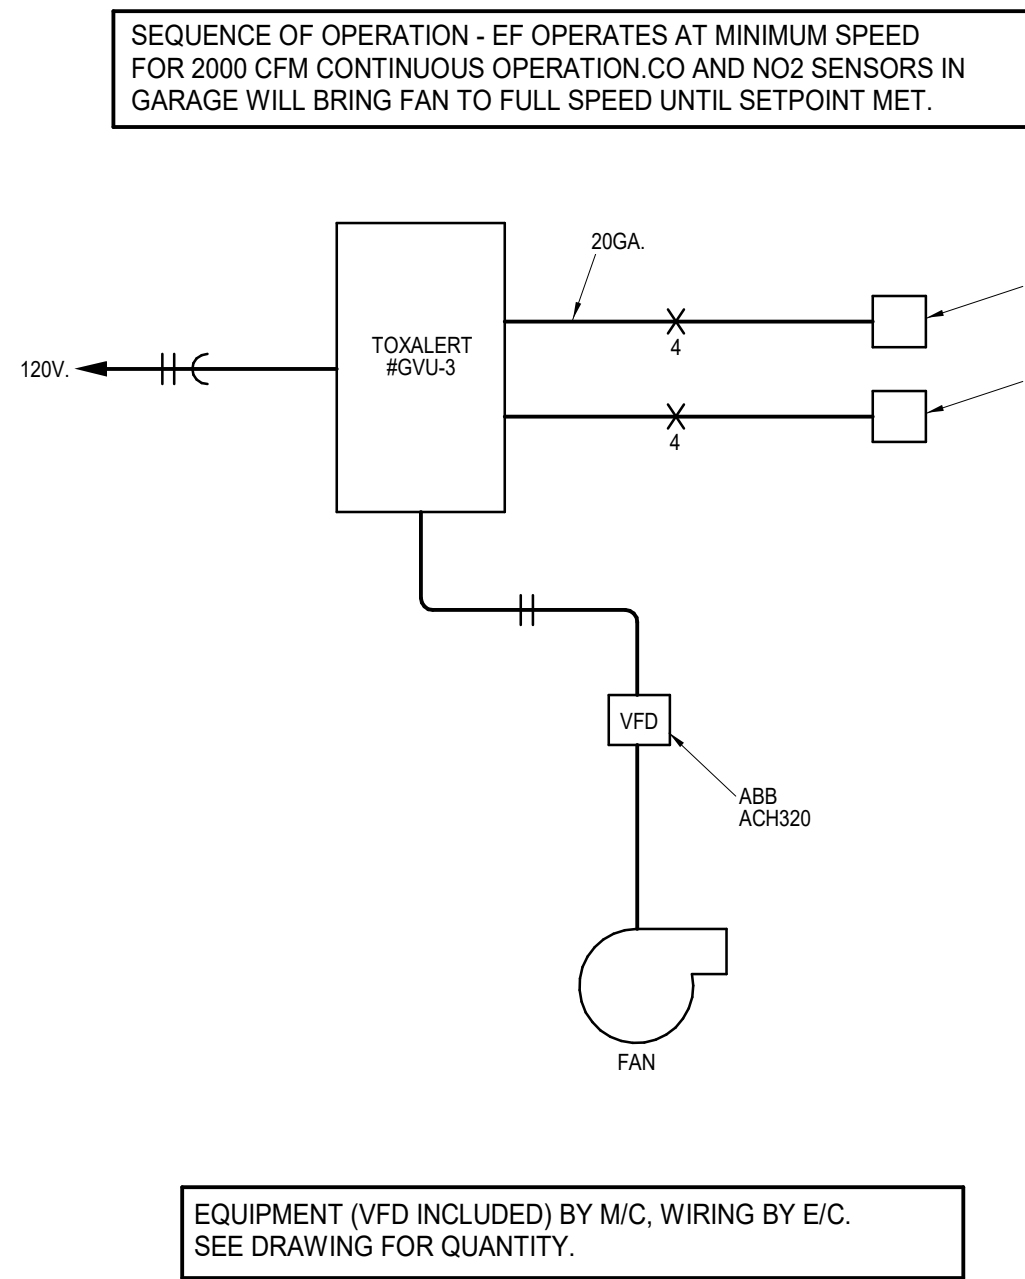 SEQUENCE OF OPERATION - EF OPERATES AT MINIMUM SPEED
FOR 2000 CFM CONTINUOUS OPERATION.CO AND NO2 SENSORS IN
GARAGE WILL BRING FAN TO FULL SPEED UNTIL SETPOINT MET.
20GA.
4
120V.
TOXALERT
#GVU-3
4
VFD
ABB
ACH320
FAN
EQUIPMENT (VFD INCLUDED) BY M/C, WIRING BY E/C.
SEE DRAWING FOR QUANTITY.